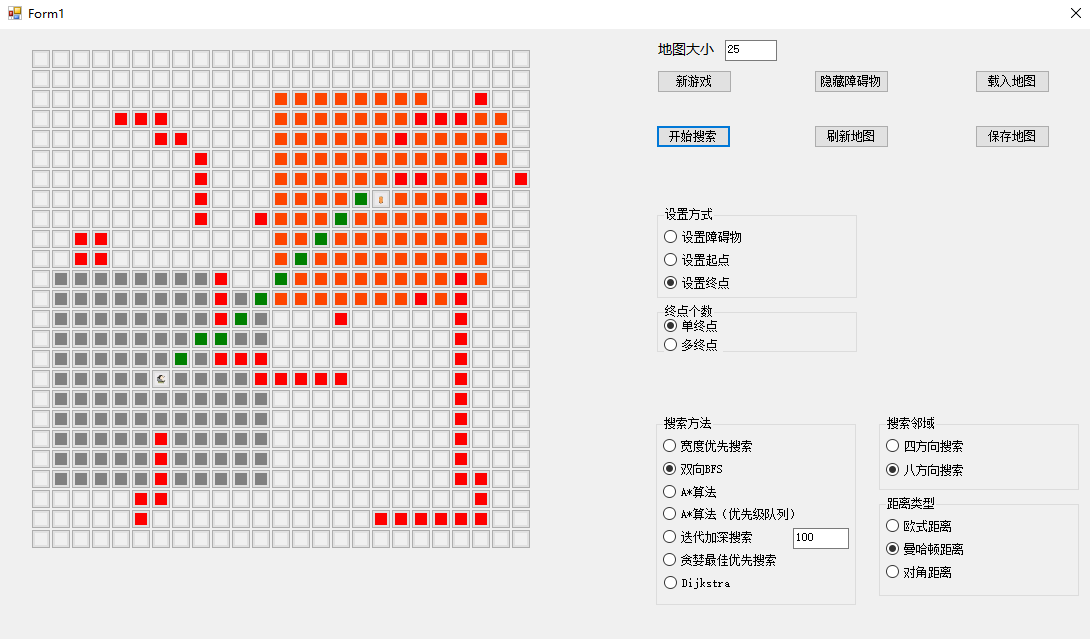 Form1
地图大小 25
新游戏 隐藏障碍物 载入地图
开始搜索 刷新地图 保存地图
设置方式
设置障碍物
设置起点
设置终点
终点个数
单终点
多终点
搜索方法
宽度优先搜索
双向BFS
A*算法
A*算法（优先级队列）
迭代加深搜索 100
贪婪最佳优先搜索
Dijkstra
搜索邻域
四方向搜索
八方向搜索
距离类型
欧式距离
曼哈顿距离
对角距离